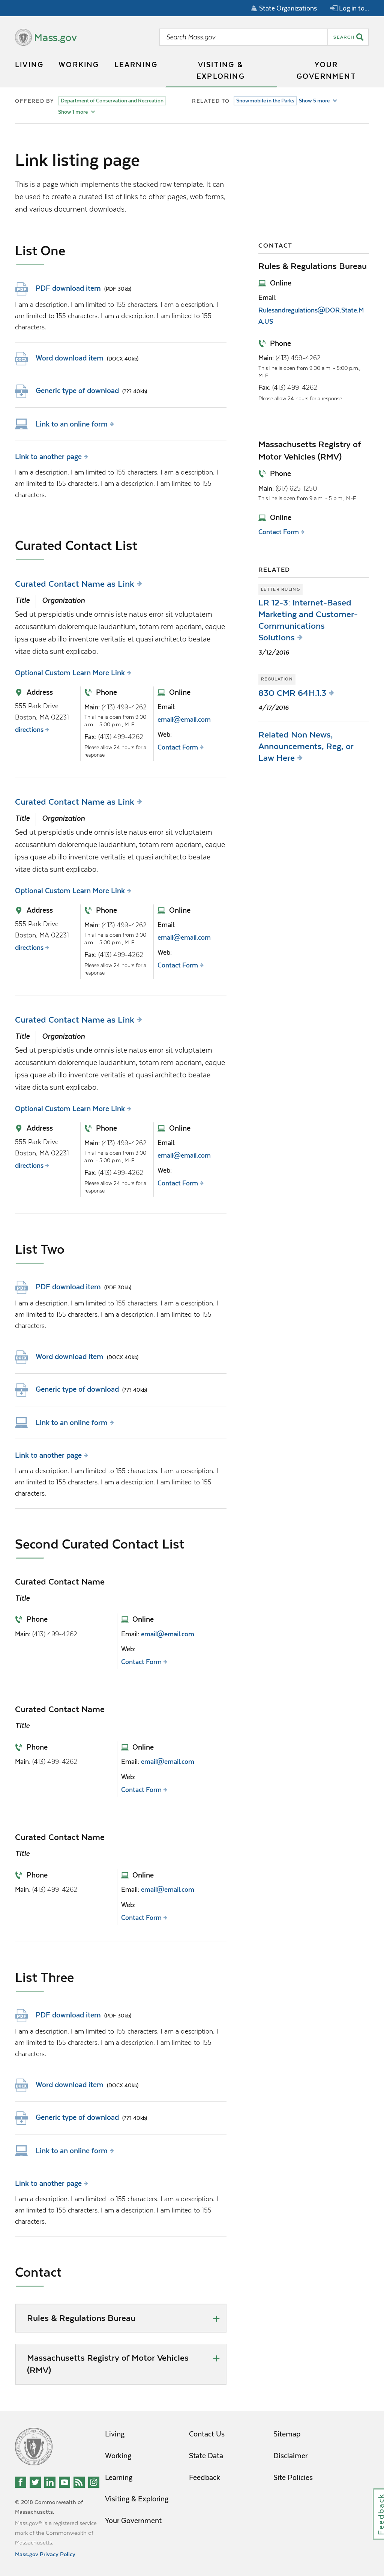 State Organizations
Log in to...
Mass.gov
Search Mass.gov
SEARCH
LIVING
WORKING
LEARNING
VISITING &
EXPLORING
YOUR
GOVERNMENT
OFFERED BY
Department of Conservation and Recreation
Show 1 more
RELATED TO
Snowmobile in the Parks
Show 5 more
Link listing page
This is a page which implements the stacked row template. It can
be used to create a curated list of links to other pages, web forms,
and various document downloads.
List One
PDF download item (PDF 30kb)
I am a description. I am limited to 155 characters. I am a description. I
am limited to 155 characters. I am a description. I am limited to 155
characters.
Word download item (DOCX 40kb)
Generic type of download (??? 40kb)
Link to an online form
Link to another page
I am a description. I am limited to 155 characters. I am a description. I
am limited to 155 characters. I am a description. I am limited to 155
characters.
Curated Contact List
Curated Contact Name as Link
Title
Organization
Sed ut perspiciatis unde omnis iste natus error sit voluptatem
accusantium doloremque laudantium, totam rem aperiam, eaque
ipsa quae ab illo inventore veritatis et quasi architecto beatae
vitae dicta sunt explicabo.
Optional Custom Learn More Link
Address
555 Park Drive
Boston, MA 02231
directions
Phone
Main: (413) 499-4262
This line is open from 9:00
a.m. - 5:00 p.m., M-F
Fax: (413) 499-4262
Please allow 24 hours for a
response
Online
Email:
email@email.com
Web:
Contact Form
Curated Contact Name as Link
Title
Organization
Sed ut perspiciatis unde omnis iste natus error sit voluptatem
accusantium doloremque laudantium, totam rem aperiam, eaque
ipsa quae ab illo inventore veritatis et quasi architecto beatae
vitae dicta sunt explicabo.
Optional Custom Learn More Link
Address
555 Park Drive
Boston, MA 02231
directions
Phone
Main: (413) 499-4262
This line is open from 9:00
a.m. - 5:00 p.m., M-F
Fax: (413) 499-4262
Please allow 24 hours for a
response
Online
Email:
email@email.com
Web:
Contact Form
Curated Contact Name as Link
Title
Organization
Sed ut perspiciatis unde omnis iste natus error sit voluptatem
accusantium doloremque laudantium, totam rem aperiam, eaque
ipsa quae ab illo inventore veritatis et quasi architecto beatae
vitae dicta sunt explicabo.
Optional Custom Learn More Link
Address
555 Park Drive
Boston, MA 02231
directions
Phone
Main: (413) 499-4262
This line is open from 9:00
a.m. - 5:00 p.m., M-F
Fax: (413) 499-4262
Please allow 24 hours for a
response
Online
Email:
email@email.com
Web:
Contact Form
List Two
PDF download item (PDF 30kb)
I am a description. I am limited to 155 characters. I am a description. I
am limited to 155 characters. I am a description. I am limited to 155
characters.
Word download item (DOCX 40kb)
Generic type of download (??? 40kb)
Link to an online form
Link to another page
I am a description. I am limited to 155 characters. I am a description. I
am limited to 155 characters. I am a description. I am limited to 155
characters.
Second Curated Contact List
Curated Contact Name
Title
Phone
Main: (413) 499-4262
Online
Email: email@email.com
Web:
Contact Form
Curated Contact Name
Title
Phone
Main: (413) 499-4262
Online
Email: email@email.com
Web:
Contact Form
Curated Contact Name
Title
Phone
Main: (413) 499-4262
Online
Email: email@email.com
Web:
Contact Form
List Three
PDF download item (PDF 30kb)
I am a description. I am limited to 155 characters. I am a description. I
am limited to 155 characters. I am a description. I am limited to 155
characters.
Word download item (DOCX 40kb)
Generic type of download (??? 40kb)
Link to an online form
Link to another page
I am a description. I am limited to 155 characters. I am a description. I
am limited to 155 characters. I am a description. I am limited to 155
characters.
Contact
Rules & Regulations Bureau
Massachusetts Registry of Motor Vehicles
(RMV)
CONTACT
Rules & Regulations Bureau
Online
Email:
Rulesandregulations@DOR.State.M
A.US
Phone
Main: (413) 499-4262
This line is open from 9:00 a.m. - 5:00 p.m.,
M-F
Fax: (413) 499-4262
Please allow 24 hours for a response
Massachusetts Registry of
Motor Vehicles (RMV)
Phone
Main: (617) 625-1250
This line is open from 9 a.m. - 5 p.m., M-F
Online
Contact Form
RELATED
LETTER RULING
LR 12-3: Internet-Based
Marketing and Customer-
Communications
Solutions
3/12/2016
REGULATION
830 CMR 64H.1.3
4/17/2016
Related Non News,
Announcements, Reg, or
Law Here
© 2018 Commonwealth of
Massachusetts.
Mass.gov® is a registered service
mark of the Commonwealth of
Massachusetts.
Mass.gov Privacy Policy
Living
Working
Learning
Visiting & Exploring
Your Government
Contact Us
State Data
Feedback
Sitemap
Disclaimer
Site Policies
Feedback